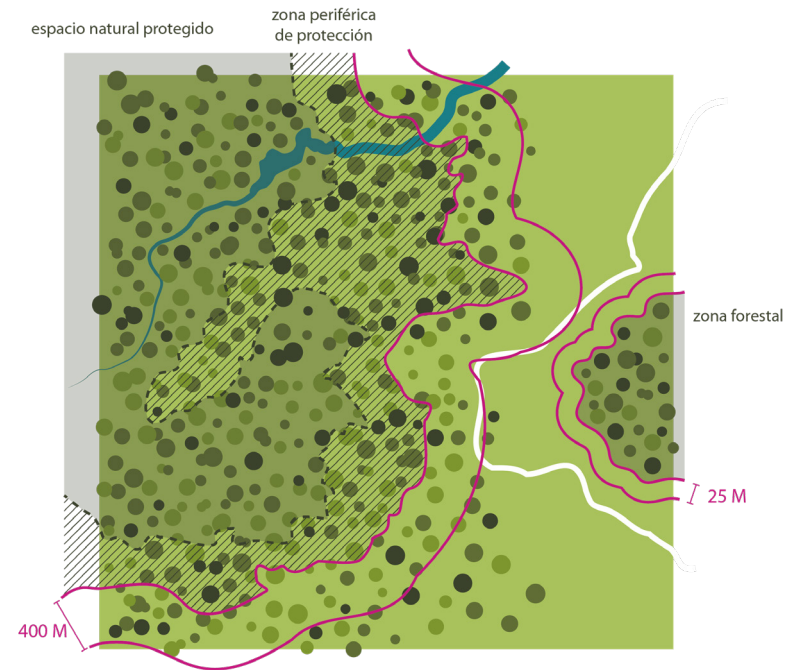 espacio natural protegido
zona periférica
de protección
zona forestal
25 M
400 M